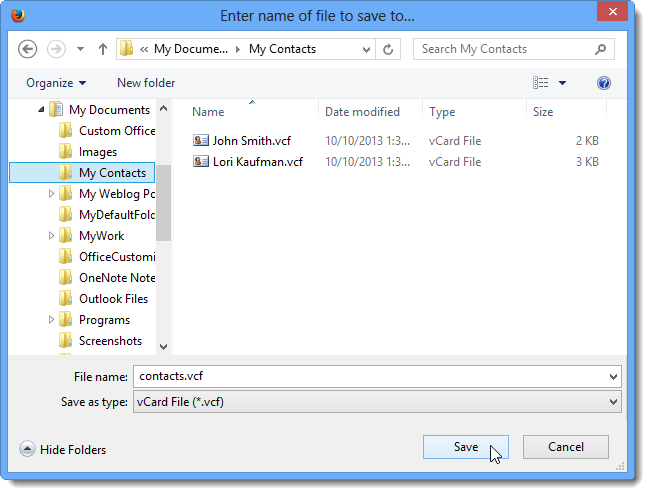 Enter name of file to save to...
« My Docume... My Contacts Search My Contacts
Organize New folder
Name Date modified Type Size
My Documents
Custom Office
Images
My Contacts
My Weblog Po
MyDefaultFold
MyWork
OfficeCustomi
OneNote Note
Outlook Files
Programs
Screenshots
John Smith.vcf 10/10/2013 1:3... vCard File 2 KB
Lori Kaufman.vcf 10/10/2013 1:3... vCard File 3 KB
File name: contacts.vcf
Save as type: vCard File (*.vcf)
Hide Folders Save Cancel